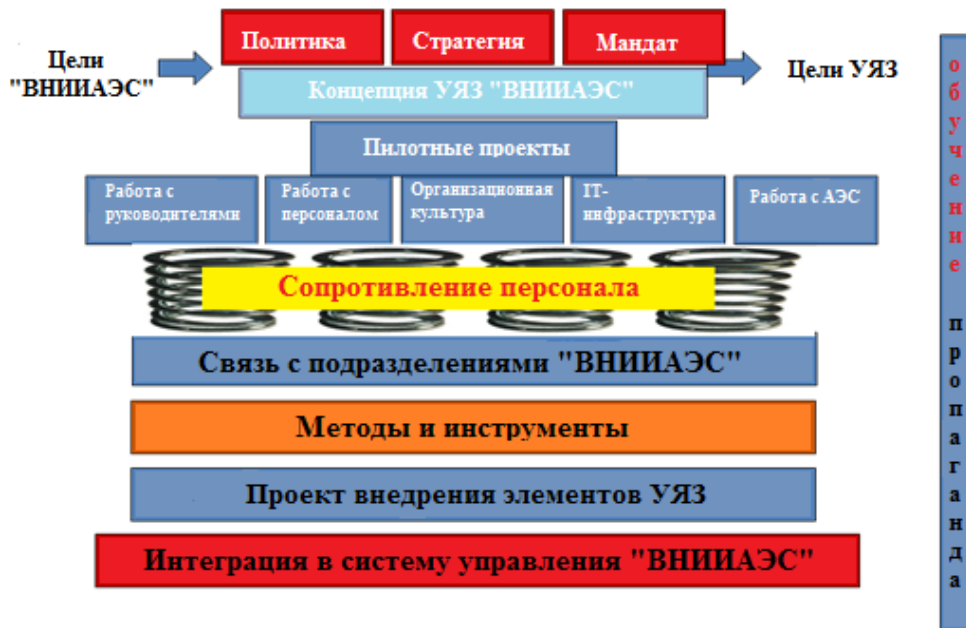 Политика
Стратегия
Мандат
Цели
"ВНИИАЭС"
Цели УЯЗ
Концепция УЯЗ "ВНИИАЭС"
Пилотные проекты
Работа с
руководителями
Работа с
персоналом
Организационная
культура
IT-
инфраструктура
Работа с АЭС
Сопротивление персонала
Связь с подразделениями "ВНИИАЭС"
Методы и инструменты
Проект внедрения элементов УЯЗ
Интеграция в систему управления "ВНИИАЭС"
обучение
пропаганда